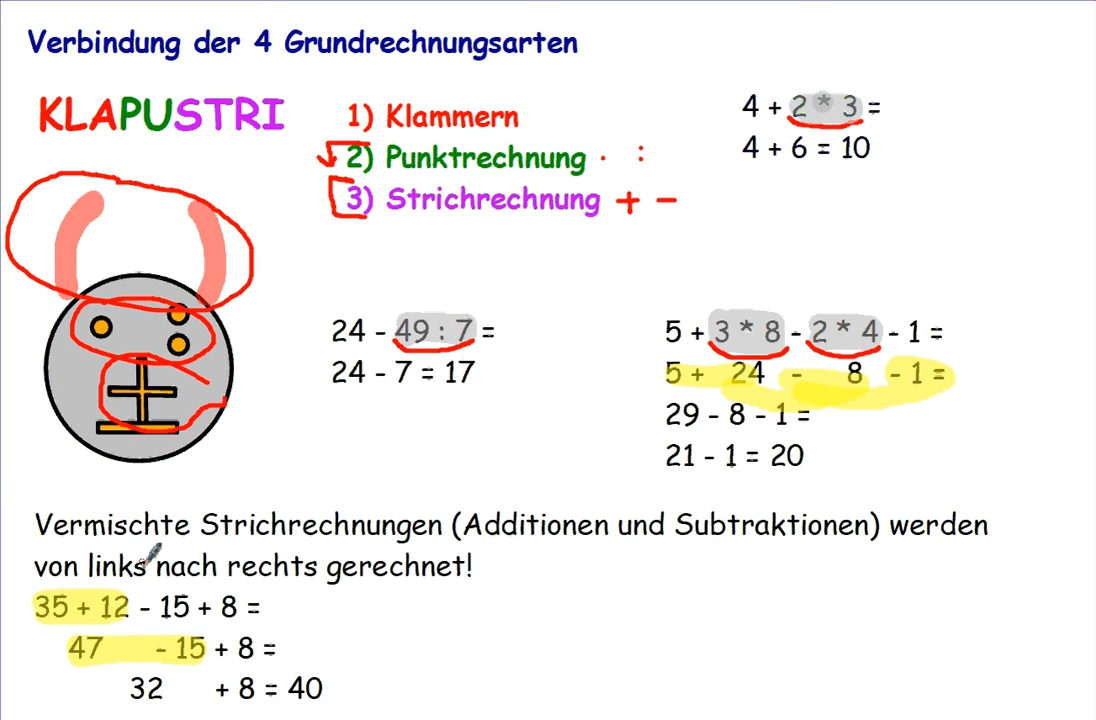 Verbindung der 4 Grundrechnungsarten
KLAPUSTRI
1) Klammern
2) Punktrechnung · :
3) Strichrechnung + -
4 + 2 * 3 =
4 + 6 = 10
24 - 49 : 7 =
24 - 7 = 17
5 + 3 * 8 - 2 * 4 - 1 =
5 + 24 - 8 - 1 =
29 - 8 - 1 =
21 - 1 = 20
Vermischte Strichrechnungen (Additionen und Subtraktionen) werden
von links nach rechts gerechnet!
35 + 12 - 15 + 8 =
47 - 15 + 8 =
32 + 8 = 40